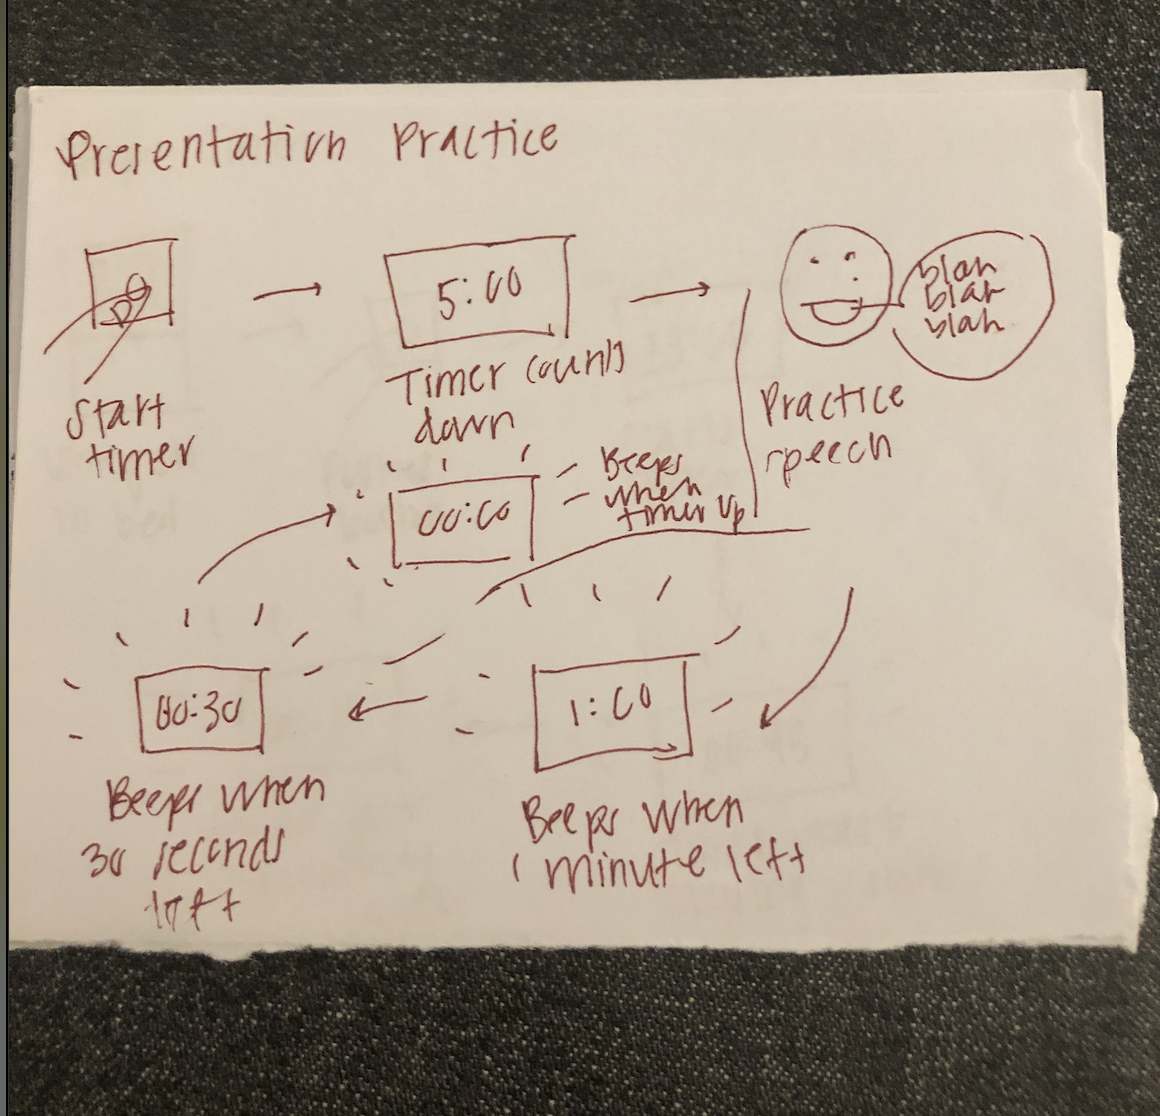 Presentation Practice
5:00
blah
blah
blah
Start
timer
Timer counts
down
Practice
speech
1:00
Beeps when
1 minute left
00:30
Beeps when
30 seconds
left
00:00
Beeps
when
timer up